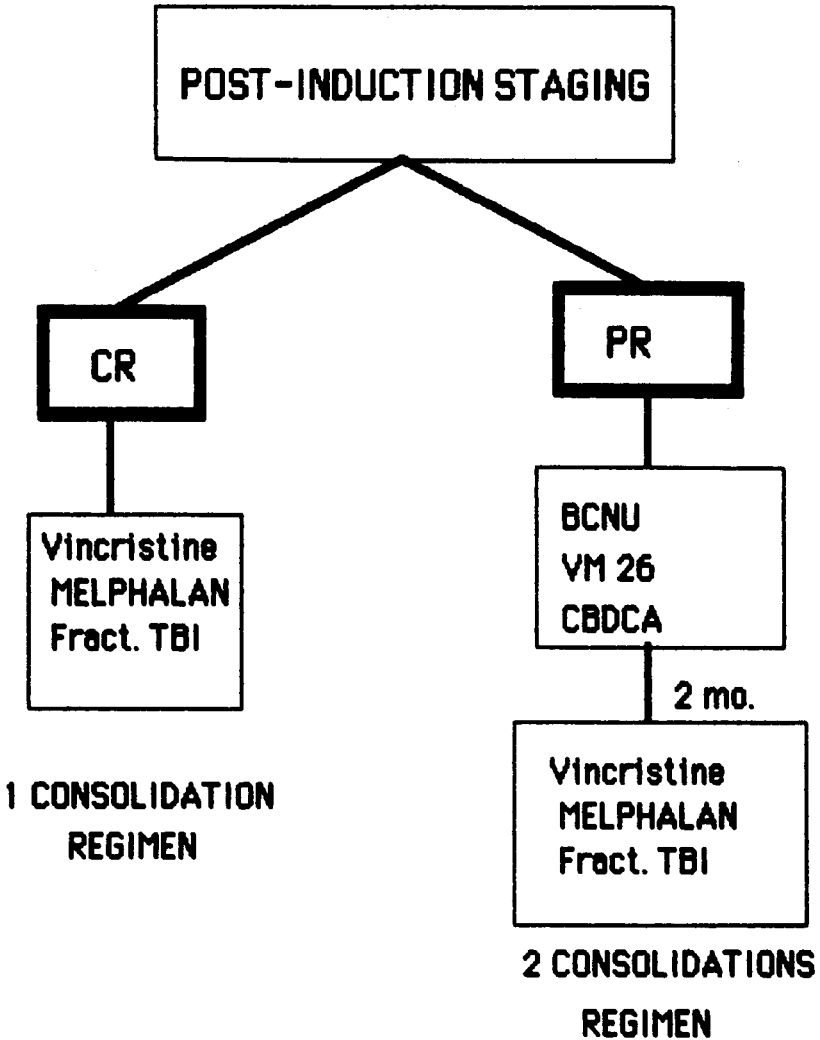 POST-INDUCTION STAGING
CR
Vincristine
MELPHALAN
Fract. TBI
1 CONSOLIDATION
REGIMEN
PR
BCNU
VM 26
CBDCA
2 mo.
Vincristine
MELPHALAN
Fract. TBI
2 CONSOLIDATIONS
REGIMEN